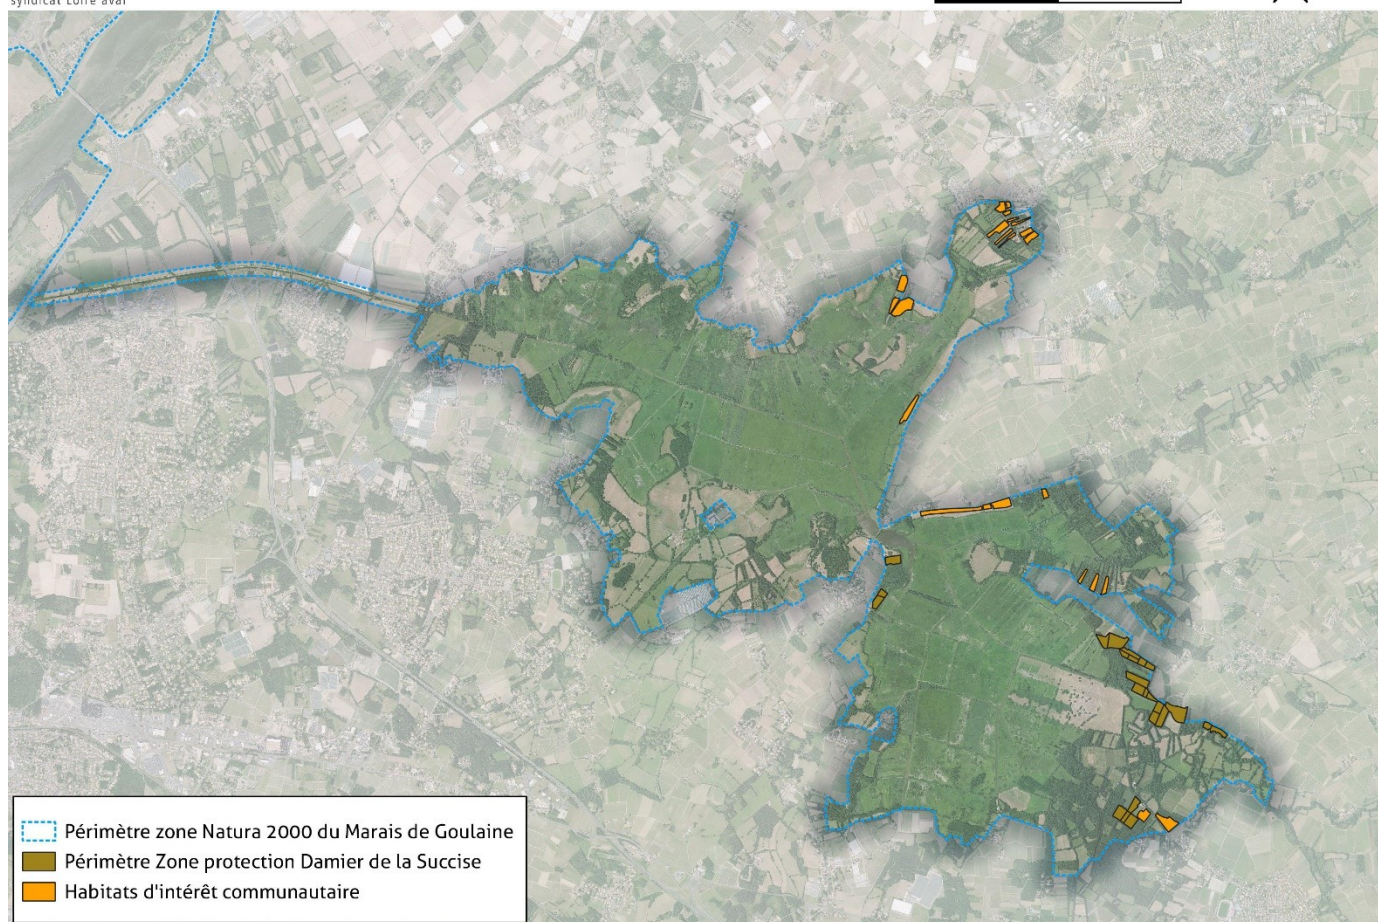 syndicat Loire aval
Périmètre zone Natura 2000 du Marais de Goulaine
Périmètre Zone protection Damier de la Succise
Habitats d'intérêt communautaire